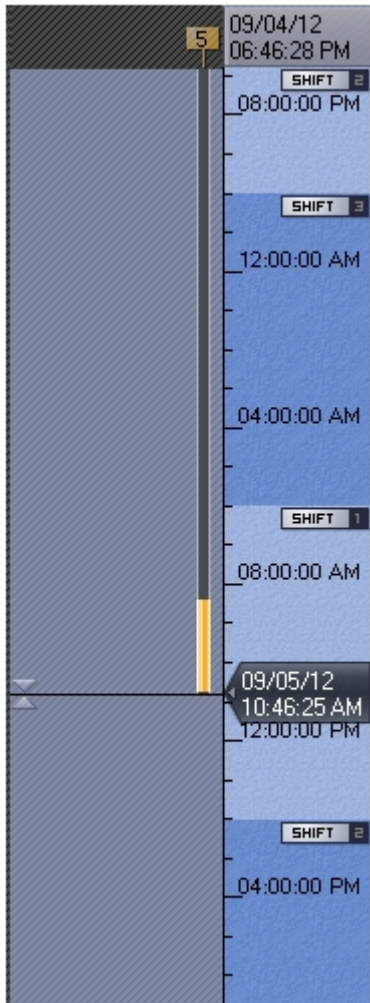 5
09/04/12
06:46:28 PM
SHIFT 2
08:00:00 PM
SHIFT 3
12:00:00 AM
04:00:00 AM
SHIFT 1
08:00:00 AM
09/05/12
10:46:25 AM
12:00:00 PM
SHIFT 2
04:00:00 PM